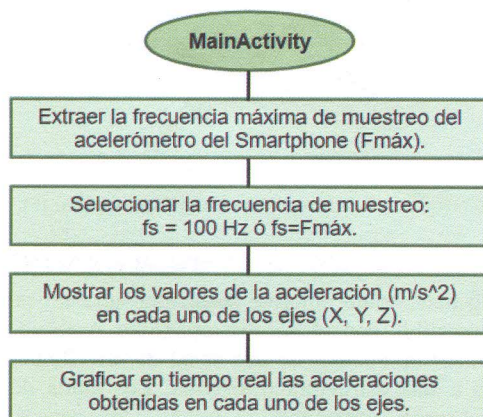 MainActivity
Extraer la frecuencia máxima de muestreo del
acelerómetro del Smartphone (Fmáx).
Seleccionar la frecuencia de muestreo:
fs = 100 Hz ó fs=Fmáx.
Mostrar los valores de la aceleración (m/s^2)
en cada uno de los ejes (X, Y, Z).
Graficar en tiempo real las aceleraciones
obtenidas en cada uno de los ejes.